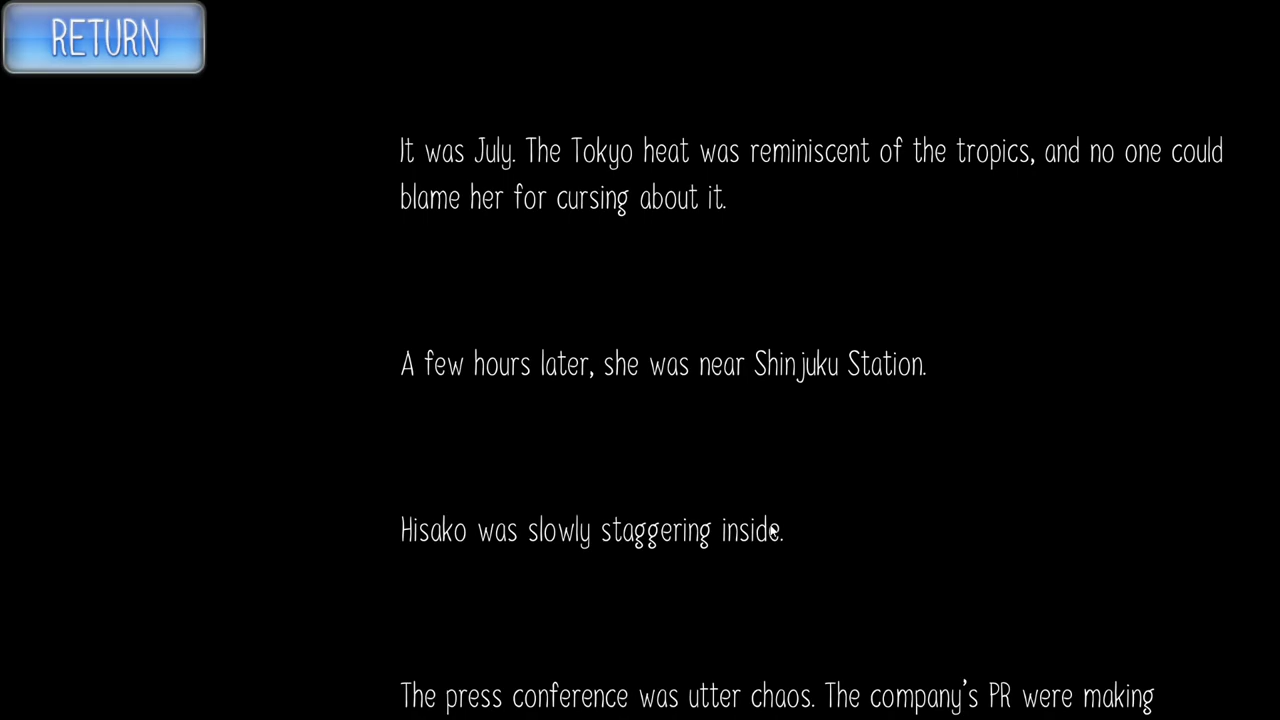 RETURN
It was July. The Tokyo heat was reminiscent of the tropics, and no one could
blame her for cursing about it.
A few hours later, she was near Shinjuku Station.
Hisako was slowly staggering inside.
The press conference was utter chaos. The company's PR were making